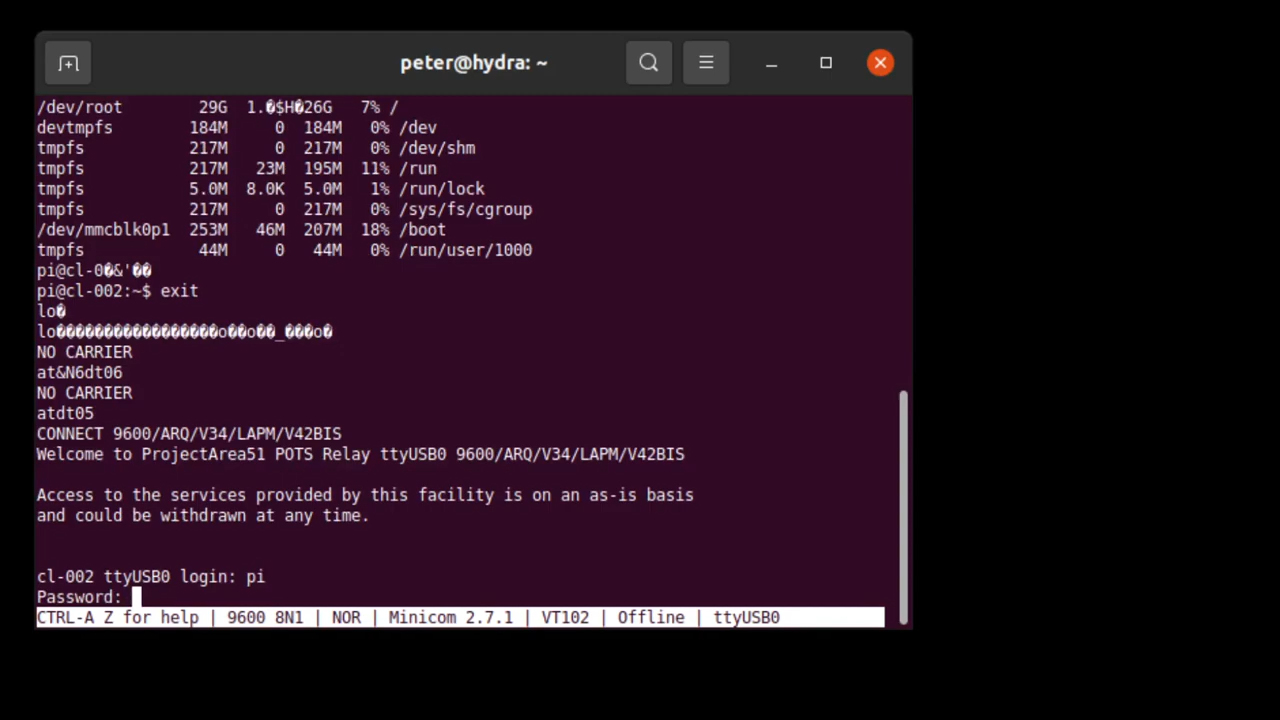 peter@hydra: ~
/dev/root        29G  1.�$H�26G   7% /
devtmpfs        184M     0  184M   0% /dev
tmpfs           217M     0  217M   0% /dev/shm
tmpfs           217M   23M  195M  11% /run
tmpfs           5.0M  8.0K  5.0M   1% /run/lock
tmpfs           217M     0  217M   0% /sys/fs/cgroup
/dev/mmcblk0p1  253M   46M  207M  18% /boot
tmpfs            44M     0   44M   0% /run/user/1000
pi@cl-0�&'��
pi@cl-002:~$ exit
lo�
lo�����������������o��o��_���o�
NO CARRIER
at&N6dt06
NO CARRIER
atdt05
CONNECT 9600/ARQ/V34/LAPM/V42BIS
Welcome to ProjectArea51 POTS Relay ttyUSB0 9600/ARQ/V34/LAPM/V42BIS
Access to the services provided by this facility is on an as-is basis
and could be withdrawn at any time.
cl-002 ttyUSB0 login: pi
Password:
CTRL-A Z for help | 9600 8N1 | NOR | Minicom 2.7.1 | VT102 | Offline | ttyUSB0